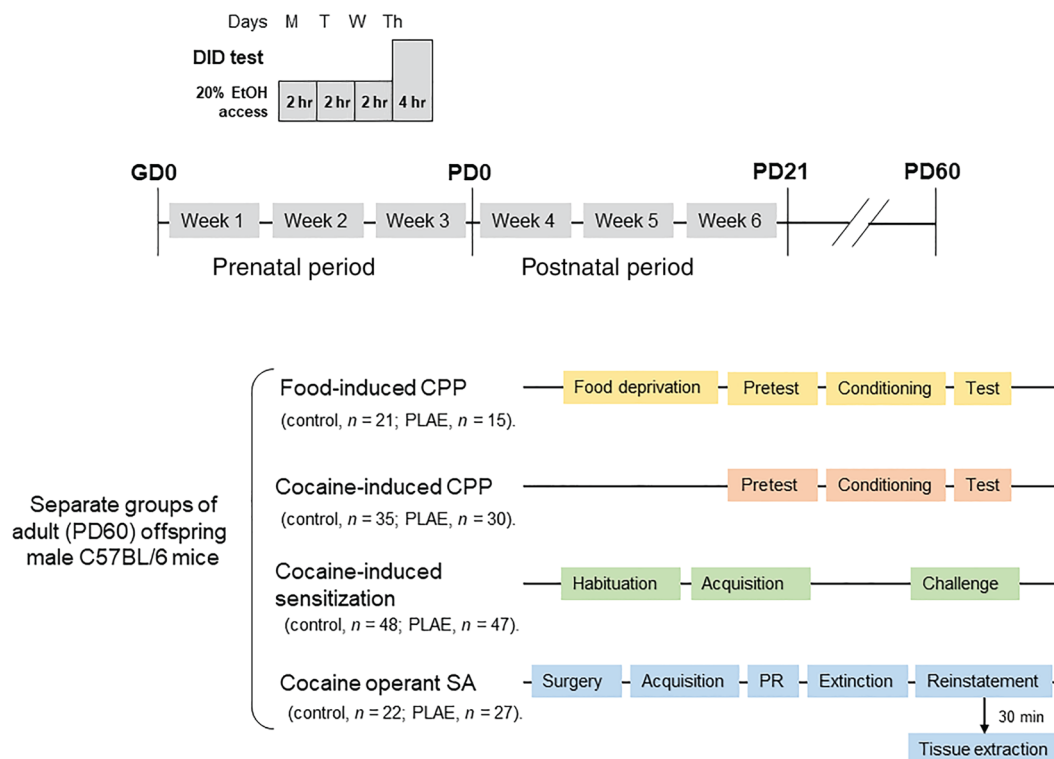 Days M T W Th
DID test
20% EtOH
access
2 hr 2 hr 2 hr 4 hr
GD0 PD0 PD21 PD60
Week 1 Week 2 Week 3 Week 4 Week 5 Week 6
Prenatal period Postnatal period
Separate groups of
adult (PD60) offspring
male C57BL/6 mice
Food-induced CPP
(control, n = 21; PLAE, n = 15).
Food deprivation Pretest Conditioning Test
Cocaine-induced CPP
(control, n = 35; PLAE, n = 30).
Pretest Conditioning Test
Cocaine-induced
sensitization
(control, n = 48; PLAE, n = 47).
Habituation Acquisition Challenge
Cocaine operant SA
(control, n = 22; PLAE, n = 27).
Surgery Acquisition PR Extinction Reinstatement
30 min
Tissue extraction